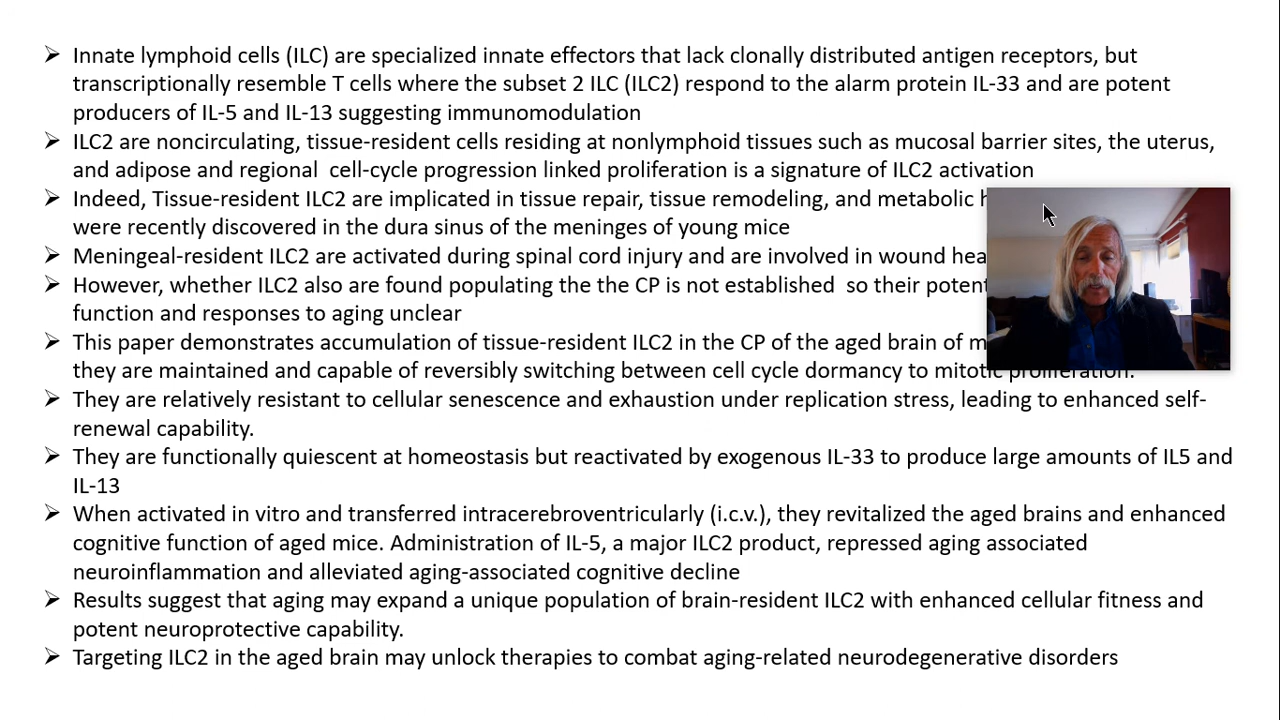 ➢ Innate lymphoid cells (ILC) are specialized innate effectors that lack clonally distributed antigen receptors, but
transcriptionally resemble T cells where the subset 2 ILC (ILC2) respond to the alarm protein IL-33 and are potent
producers of IL-5 and IL-13 suggesting immunomodulation
➢ ILC2 are noncirculating, tissue-resident cells residing at nonlymphoid tissues such as mucosal barrier sites, the uterus,
and adipose and regional  cell-cycle progression linked proliferation is a signature of ILC2 activation
➢ Indeed, Tissue-resident ILC2 are implicated in tissue repair, tissue remodeling, and metabolic
were recently discovered in the dura sinus of the meninges of young mice
➢ Meningeal-resident ILC2 are activated during spinal cord injury and are involved in wound
➢ However, whether ILC2 also are found populating the the CP is not established  so their
function and responses to aging unclear
➢ This paper demonstrates accumulation of tissue-resident ILC2 in the CP of the aged brain of
they are maintained and capable of reversibly switching between cell cycle dormancy to mitotic proliferation.
➢ They are relatively resistant to cellular senescence and exhaustion under replication stress, leading to enhanced self-
renewal capability.
➢ They are functionally quiescent at homeostasis but reactivated by exogenous IL-33 to produce large amounts of IL5 and
IL-13
➢ When activated in vitro and transferred intracerebroventricularly (i.c.v.), they revitalized the aged brains and enhanced
cognitive function of aged mice. Administration of IL-5, a major ILC2 product, repressed aging associated
neuroinflammation and alleviated aging-associated cognitive decline
➢ Results suggest that aging may expand a unique population of brain-resident ILC2 with enhanced cellular fitness and
potent neuroprotective capability.
➢ Targeting ILC2 in the aged brain may unlock therapies to combat aging-related neurodegenerative disorders